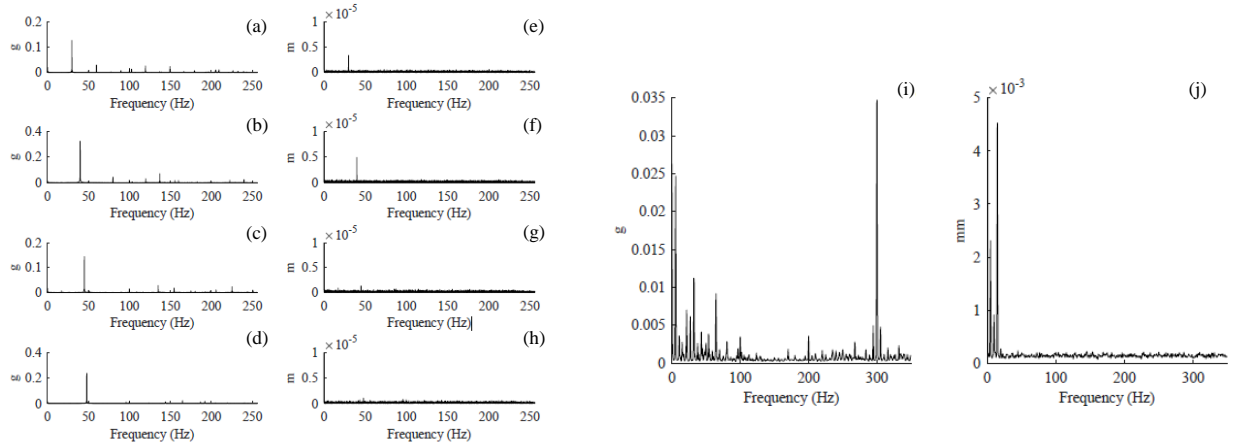 (a)
0.2
0.1
0
g
0 50 100 150 200 250
Frequency (Hz)
(b)
0.4
0.2
0
g
0 50 100 150 200 250
Frequency (Hz)
(c)
0.2
0.1
0
g
0 50 100 150 200 250
Frequency (Hz)
(d)
0.4
0.2
0
g
0 50 100 150 200 250
Frequency (Hz)
(e)
× 10⁻⁵
1
0.5
0
m
0 50 100 150 200 250
Frequency (Hz)
(f)
× 10⁻⁵
1
0.5
0
m
0 50 100 150 200 250
Frequency (Hz)
(g)
× 10⁻⁵
1
0.5
0
m
0 50 100 150 200 250
Frequency (Hz)
(h)
× 10⁻⁵
1
0.5
0
m
0 50 100 150 200 250
Frequency (Hz)
(i)
0.035
0.03
0.025
0.02
0.015
0.01
0.005
0
g
0 100 200 300
Frequency (Hz)
(j)
× 10⁻³
5
4
3
2
1
0
mm
0 100 200 300
Frequency (Hz)